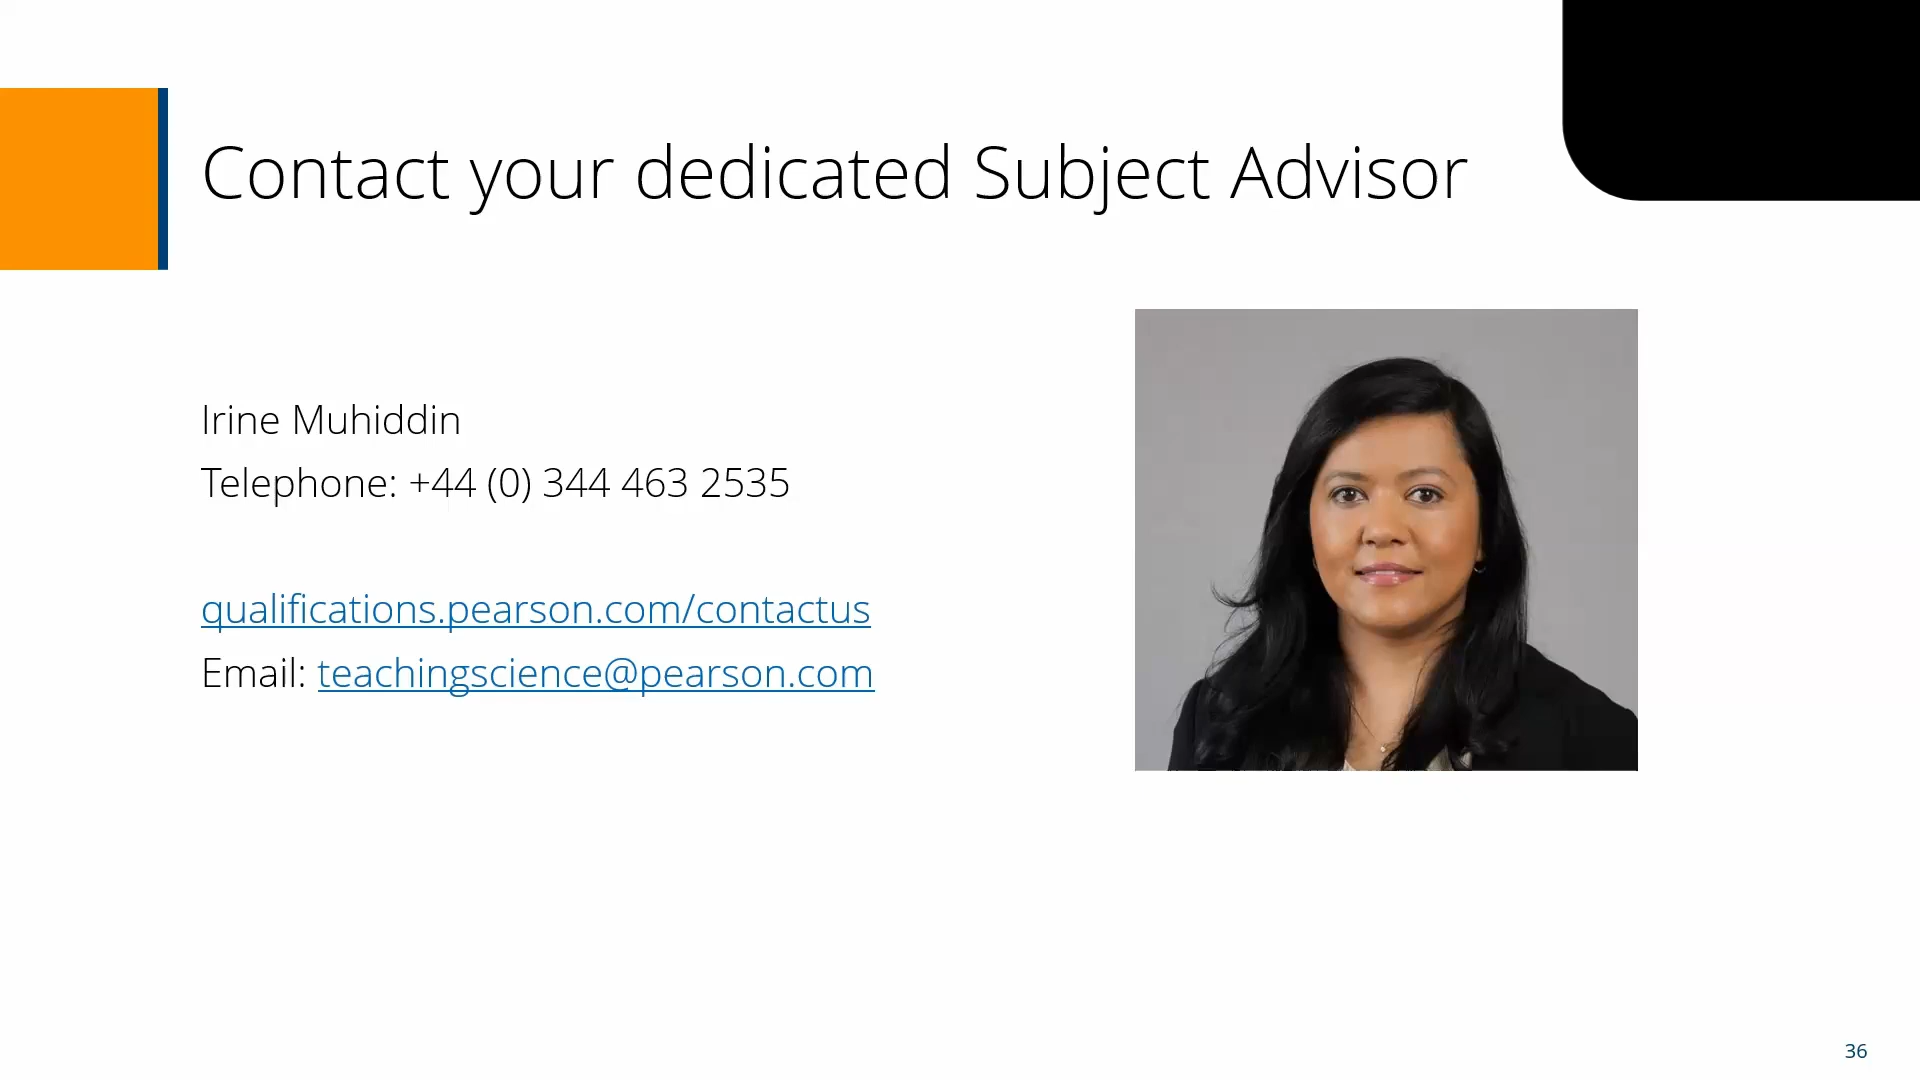 Contact your dedicated Subject Advisor
Irine Muhiddin
Telephone: +44 (0) 344 463 2535
qualifications.pearson.com/contactus
Email: teachingscience@pearson.com
36